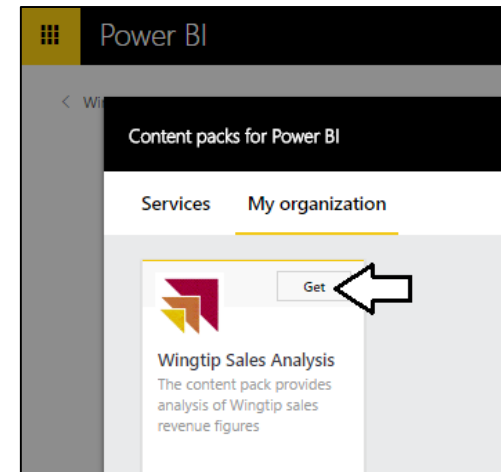 Power BI
< Wi
Content packs for Power BI
Services My organization
Get
Wingtip Sales Analysis
The content pack provides
analysis of Wingtip sales
revenue figures